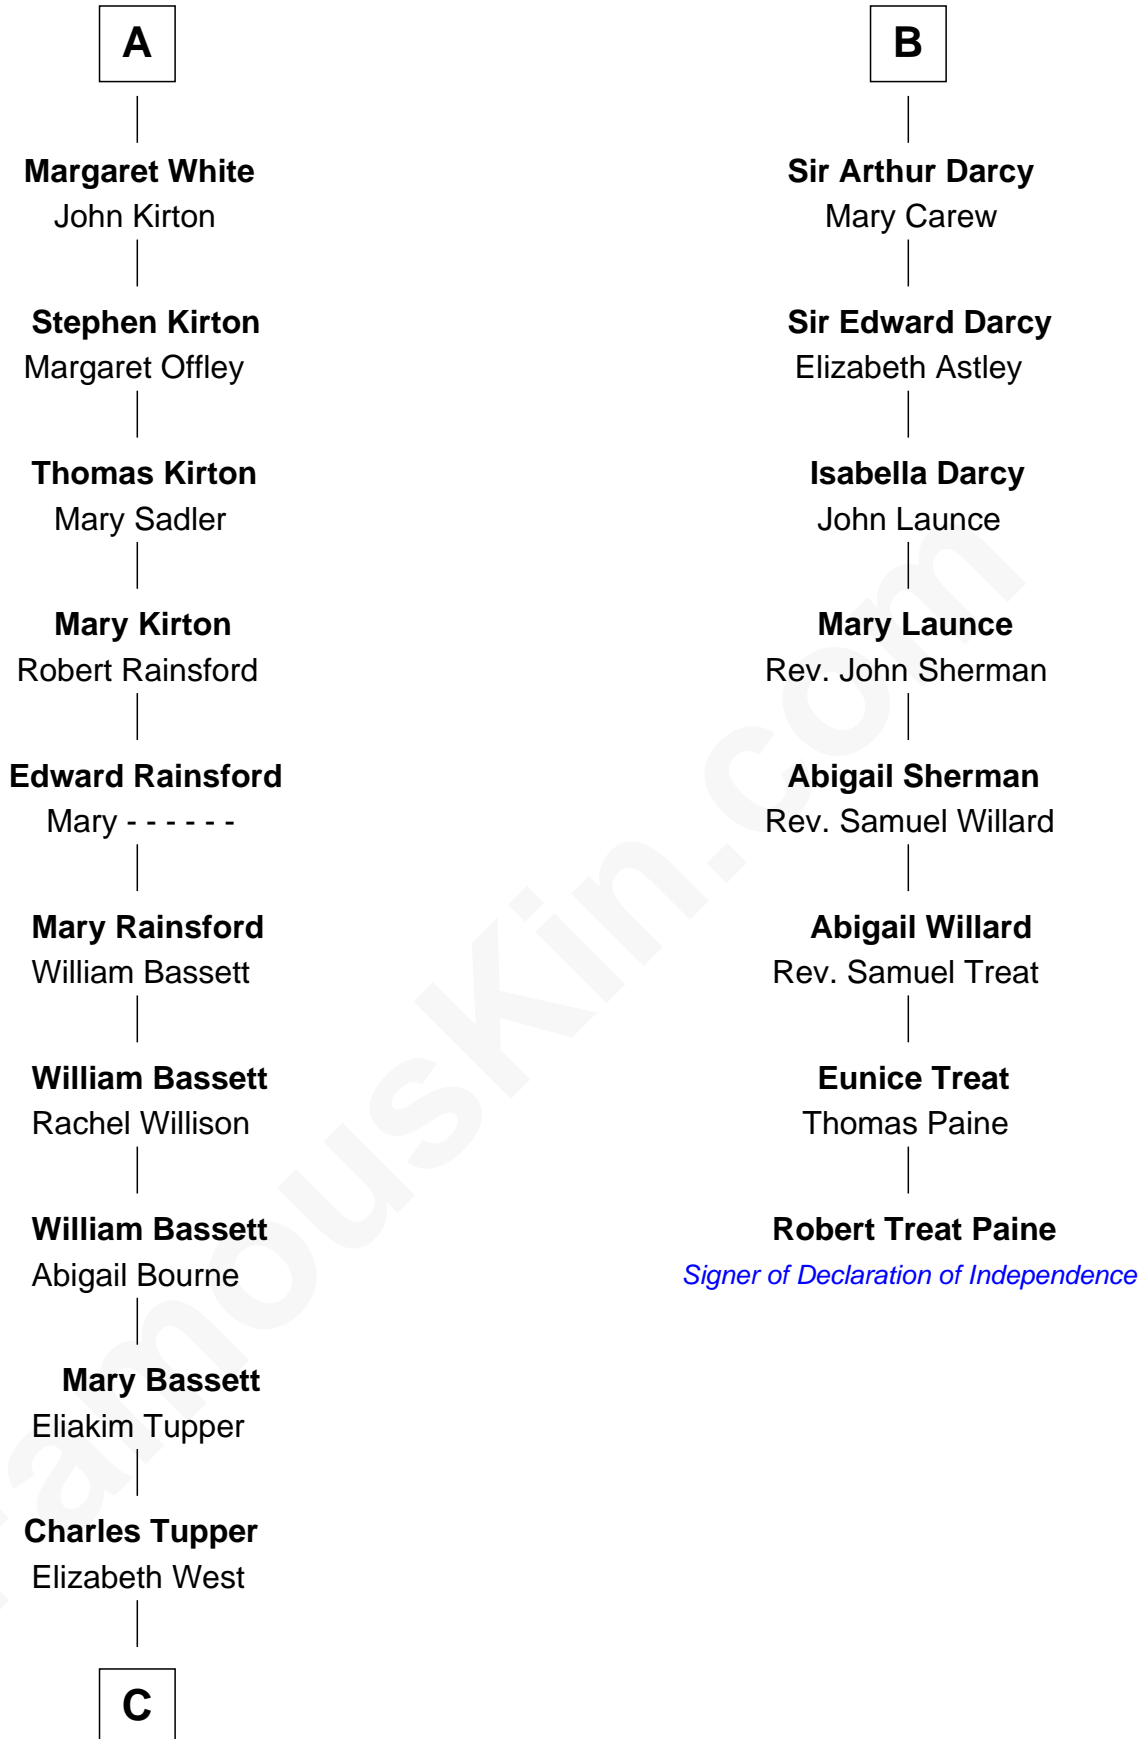 A
Margaret White
John Kirton
Stephen Kirton
Margaret Offley
Thomas Kirton
Mary Sadler
Mary Kirton
Robert Rainsford
Edward Rainsford
Mary - - - - - -
Mary Rainsford
William Bassett
William Bassett
Rachel Willison
William Bassett
Abigail Bourne
Mary Bassett
Eliakim Tupper
Charles Tupper
Elizabeth West
C
B
Sir Arthur Darcy
Mary Carew
Sir Edward Darcy
Elizabeth Astley
Isabella Darcy
John Launce
Mary Launce
Rev. John Sherman
Abigail Sherman
Rev. Samuel Willard
Abigail Willard
Rev. Samuel Treat
Eunice Treat
Thomas Paine
Robert Treat Paine
Signer of Declaration of Independence
FamousKin.com